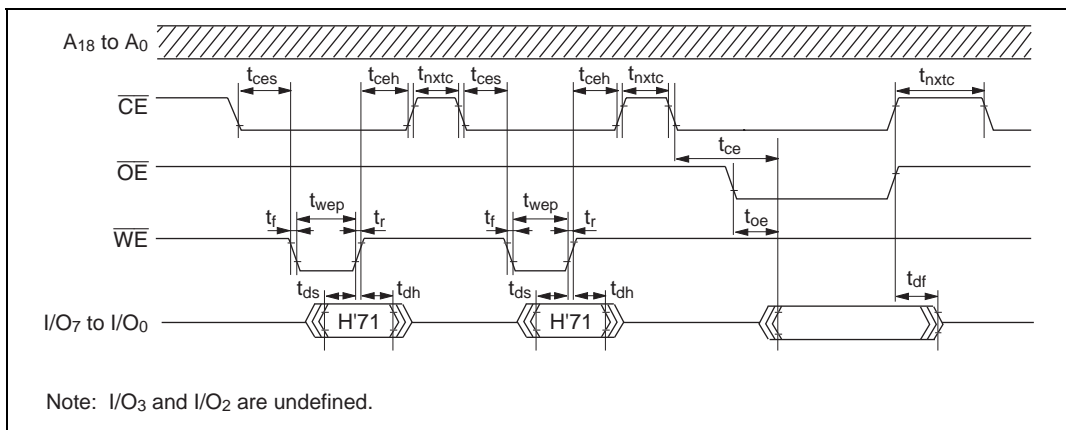 A18 to A0
tces tceh tnxtc tces tceh tnxtc tnxtc
CE
tce
OE
twep twep
tf tr tf tr toe
WE
tds tdh tds tdh tdf
I/O7 to I/O0 H'71 H'71
Note: I/O3 and I/O2 are undefined.